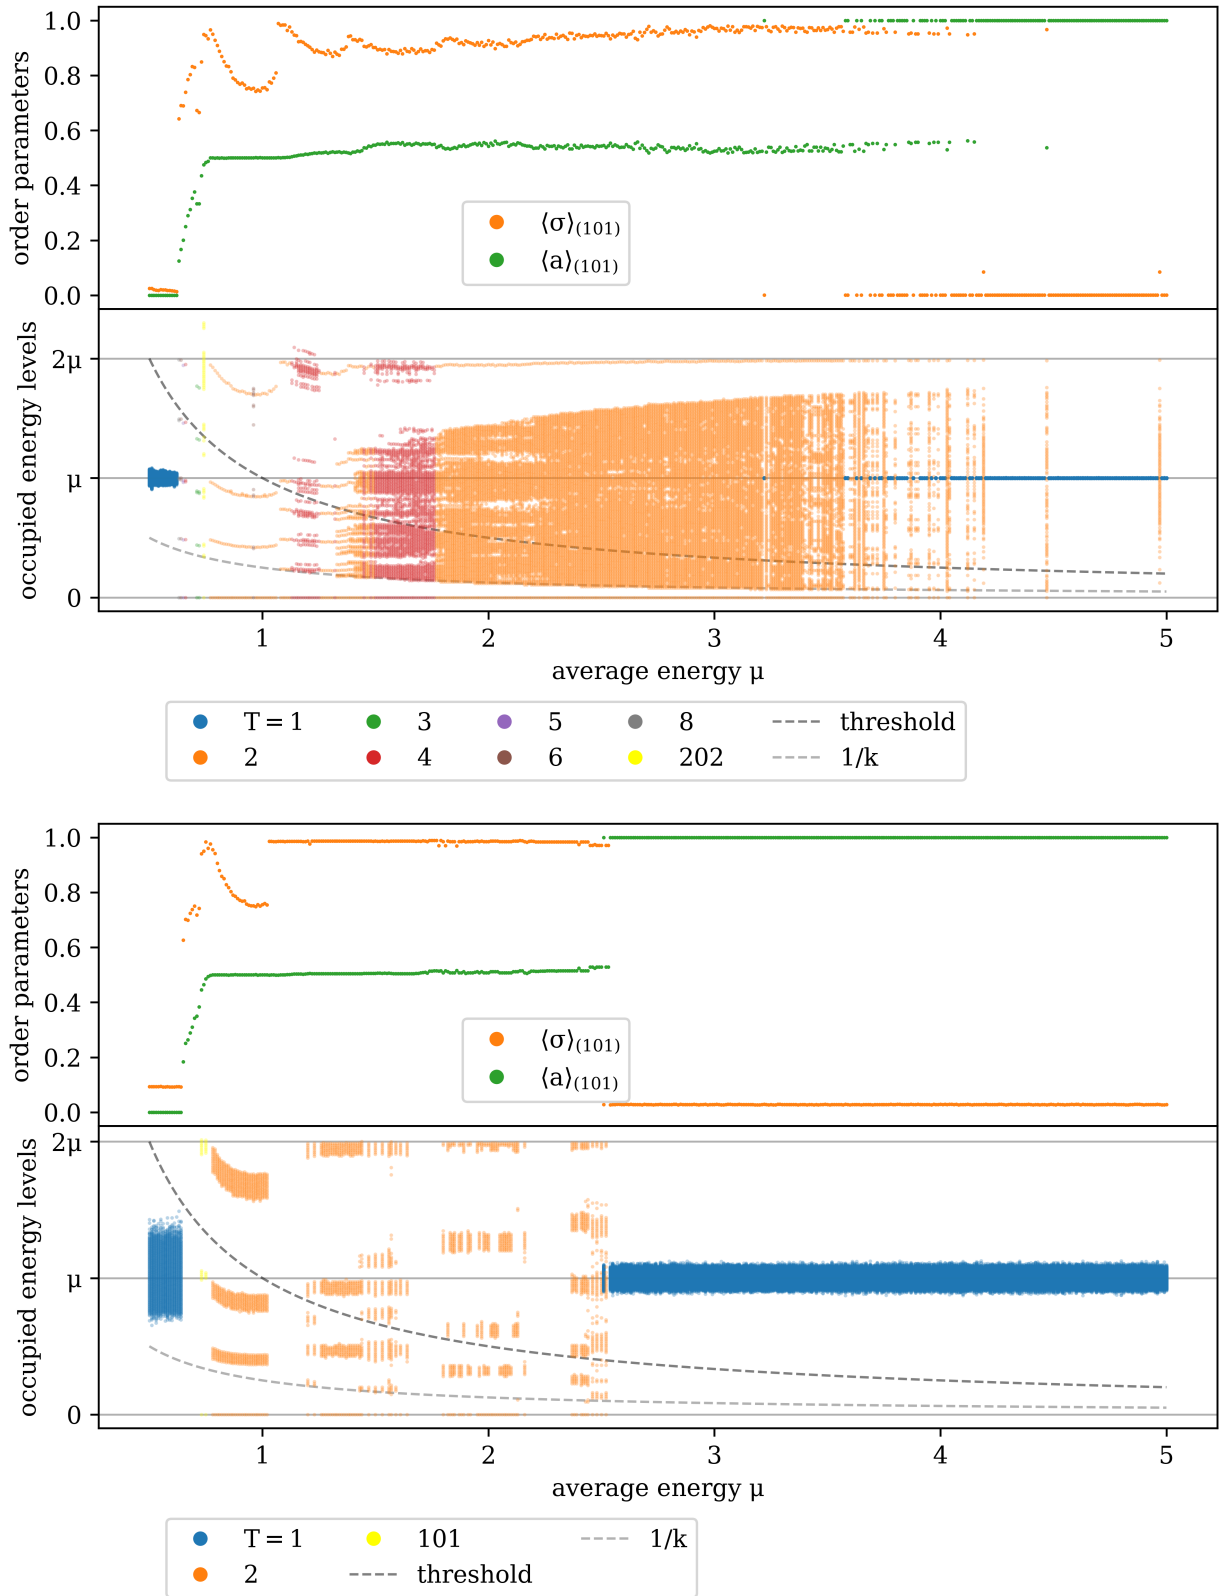 1.0
0.8
0.6
0.4
0.2
0.0
order parameters
⟨σ⟩(101)
⟨a⟩(101)
2μ
μ
0
occupied energy levels
1 2 3 4 5
average energy μ
T = 1 3 5 8 threshold
2 4 6 202 1/k
1.0
0.8
0.6
0.4
0.2
0.0
order parameters
⟨σ⟩(101)
⟨a⟩(101)
2μ
μ
0
occupied energy levels
1 2 3 4 5
average energy μ
T = 1 101 1/k
2 threshold